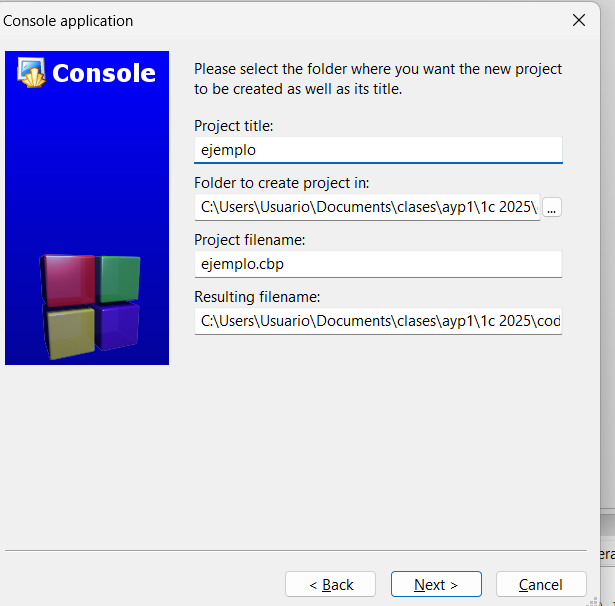 Console application
Console
Please select the folder where you want the new project
to be created as well as its title.
Project title:
ejemplo
Folder to create project in:
C:\Users\Usuario\Documents\clases\ayp1\1c 2025\
...
Project filename:
ejemplo.cbp
Resulting filename:
C:\Users\Usuario\Documents\clases\ayp1\1c 2025\cod
< Back
Next >
Cancel